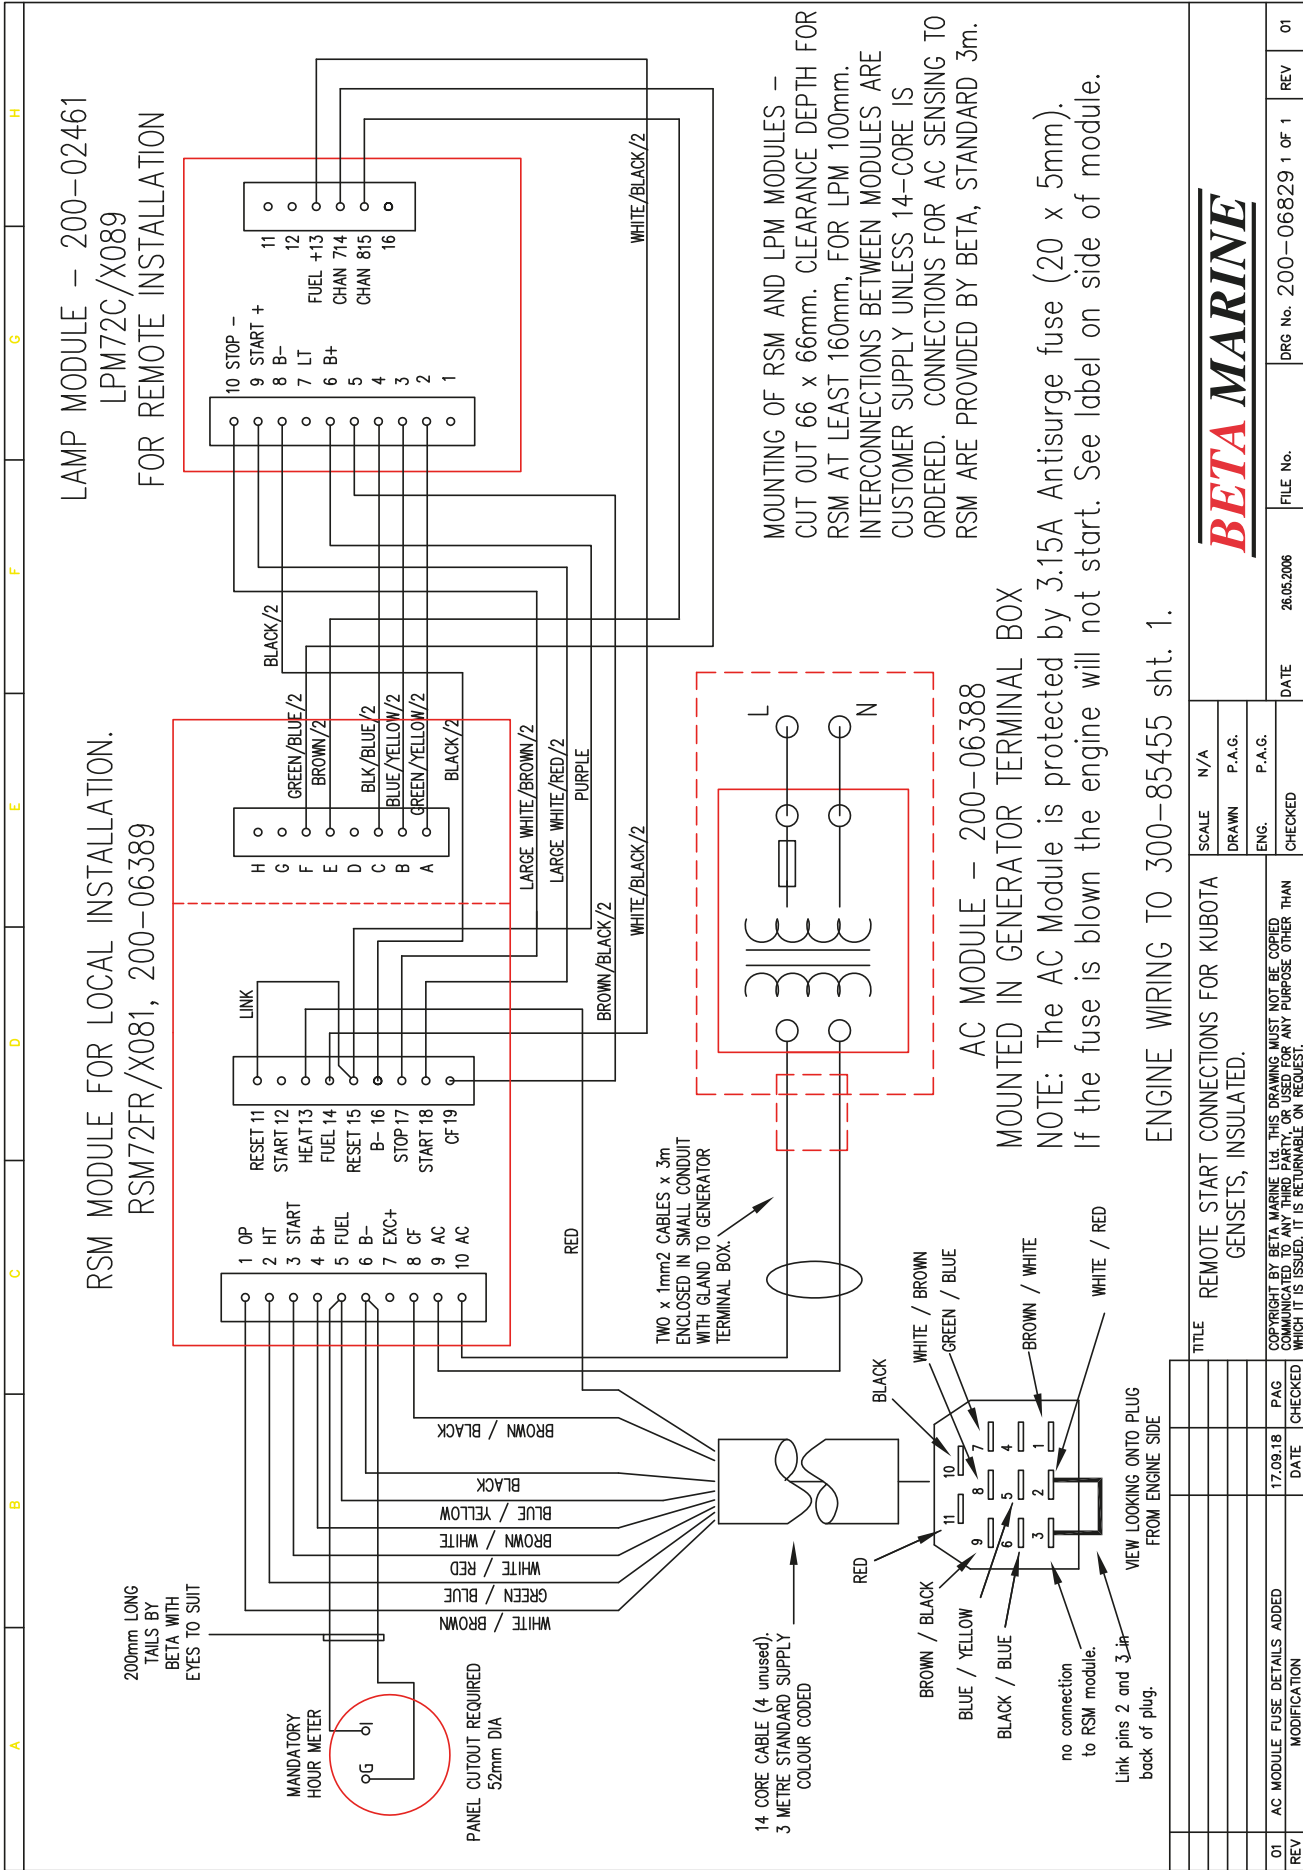 A
B
C
D
E
F
G
H
RSM MODULE FOR LOCAL INSTALLATION.
RSM72FR/X081, 200-06389
LAMP MODULE - 200-02461
LPM72C/X089
FOR REMOTE INSTALLATION
200mm LONG
TAILS BY
BETA WITH
EYES TO SUIT
MANDATORY
HOUR METER
G
I
PANEL CUTOUT REQUIRED
52mm DIA
1 OP
2 HT
3 START
4 B+
5 FUEL
6 B-
7 EXC+
8 CF
9 AC
10 AC
RESET 11
START 12
HEAT 13
FUEL 14
RESET 15
B- 16
STOP 17
START 18
CF 19
LINK
H
G
F
E
D
C
B
A
GREEN/BLUE/2
BROWN/2
BLK/BLUE/2
BLUE/YELLOW/2
GREEN/YELLOW/2
BLACK/2
BLACK/2
LARGE WHITE/BROWN/2
LARGE WHITE/RED/2
PURPLE
WHITE/BLACK/2
BROWN/BLACK/2
WHITE/BLACK/2
10 STOP -
9 START +
8 B-
7 LT
6 B+
5
4
3
2
1
11
12
FUEL +13
CHAN 714
CHAN 815
16
RED
BROWN / BLACK
BLACK
BLUE / YELLOW
BROWN / WHITE
WHITE / RED
GREEN / BLUE
WHITE / BROWN
TWO x 1mm2 CABLES x 3m
ENCLOSED IN SMALL CONDUIT
WITH GLAND TO GENERATOR
TERMINAL BOX.
L
N
14 CORE CABLE (4 unused).
3 METRE STANDARD SUPPLY
COLOUR CODED
RED
BLACK
WHITE / BROWN
GREEN / BLUE
BROWN / WHITE
WHITE / RED
BROWN / BLACK
BLUE / YELLOW
BLACK / BLUE
no connection
to RSM module.
Link pins 2 and 3 in
back of plug.
11
10
9
8
7
6
5
4
3
2
1
VIEW LOOKING ONTO PLUG
FROM ENGINE SIDE
MOUNTING OF RSM AND LPM MODULES -
CUT OUT 66 x 66mm. CLEARANCE DEPTH FOR
RSM AT LEAST 160mm, FOR LPM 100mm.
INTERCONNECTIONS BETWEEN MODULES ARE
CUSTOMER SUPPLY UNLESS 14-CORE IS
ORDERED. CONNECTIONS FOR AC SENSING TO
RSM ARE PROVIDED BY BETA, STANDARD 3m.
AC MODULE - 200-06388
MOUNTED IN GENERATOR TERMINAL BOX
NOTE: The AC Module is protected by 3.15A Antisurge fuse (20 x 5mm).
If the fuse is blown the engine will not start. See label on side of module.
ENGINE WIRING TO 300-85455 sht. 1.
01
AC MODULE FUSE DETAILS ADDED
17.09.18
PAG
REV
MODIFICATION
DATE
CHECKED
TITLE
REMOTE START CONNECTIONS FOR KUBOTA
GENSETS, INSULATED.
COPYRIGHT BY BETA MARINE Ltd. THIS DRAWING MUST NOT BE COPIED
COMMUNICATED TO ANY THIRD PARTY, OR USED FOR ANY PURPOSE OTHER THAN
WHICH IT IS ISSUED. IT IS RETURNABLE ON REQUEST.
SCALE N/A
DRAWN P.A.G.
ENG. P.A.G.
CHECKED
BETA MARINE
DATE 26.05.2006
FILE No.
DRG No. 200-06829 1 OF 1
REV 01